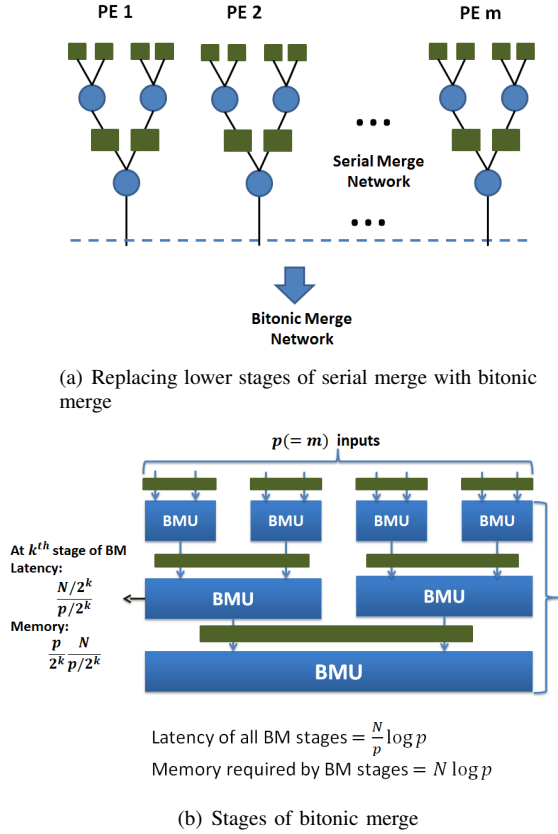 PE 1 PE 2 PE m
...
Serial Merge
Network
...
Bitonic Merge
Network
(a) Replacing lower stages of serial merge with bitonic
merge
p(= m) inputs
BMU BMU BMU BMU
At k^th stage of BM
Latency:
N/2^k
p/2^k
Memory:
p N
2^k p/2^k
BMU BMU
BMU
Latency of all BM stages = N/p log p
Memory required by BM stages = N log p
(b) Stages of bitonic merge